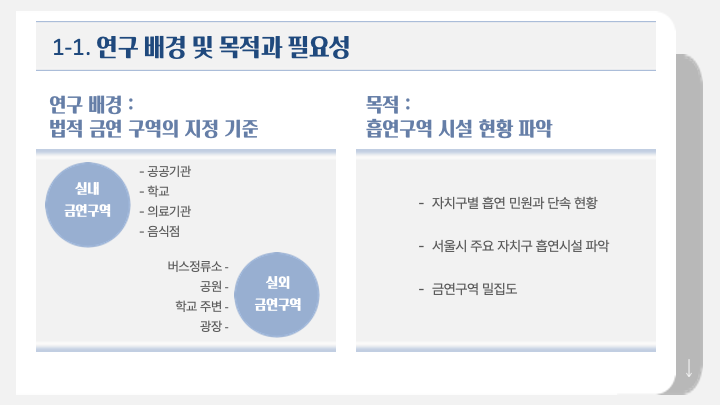 1-1. 연구 배경 및 목적과 필요성
연구 배경 :
법적 금연 구역의 지정 기준
실내
금연구역
- 공공기관
- 학교
- 의료기관
- 음식점
버스정류소 -
공원 -
학교 주변 -
광장 -
실외
금연구역
목적 :
흡연구역 시설 현황 파악
- 자치구별 흡연 민원과 단속 현황
- 서울시 주요 자치구 흡연시설 파악
- 금연구역 밀집도